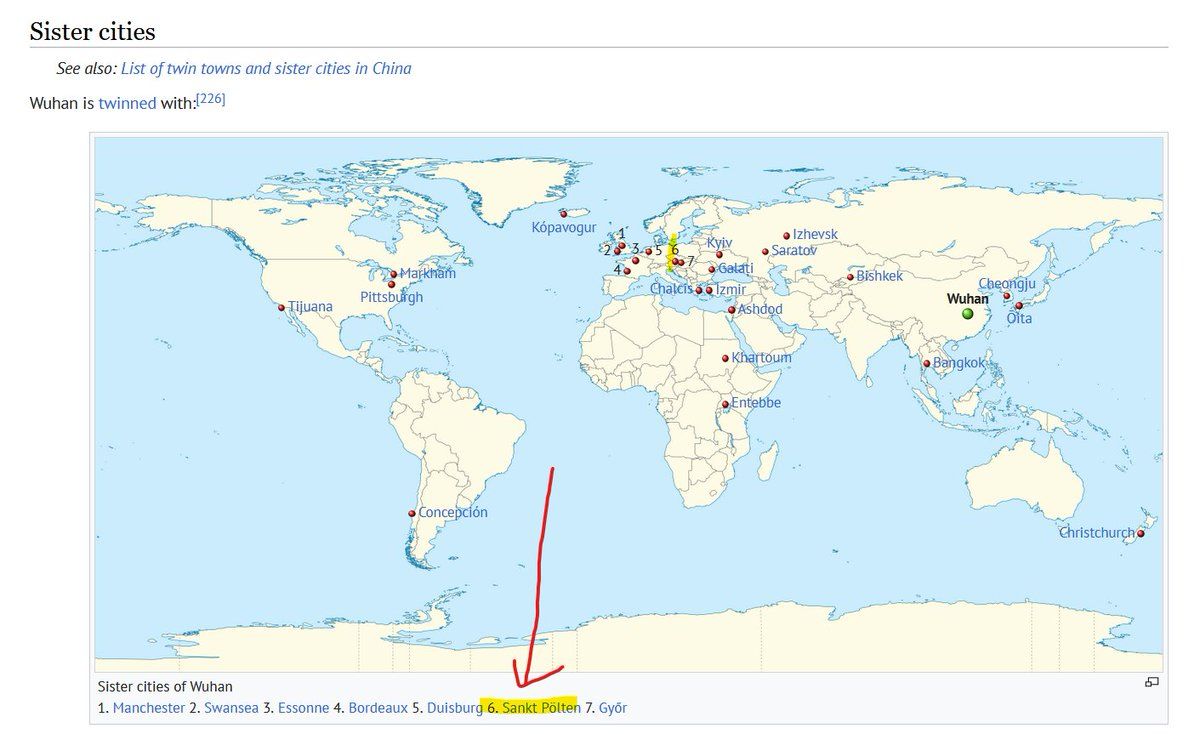 Sister cities
See also: List of twin towns and sister cities in China
Wuhan is twinned with:[226]
Kópavogur
1
2
3
4
5
6
7
Kyiv
Izhevsk
Saratov
Galati
Chalcis
Izmir
Ashdod
Bishkek
Cheongju
Wuhan
Oita
Markham
Pittsburgh
Tijuana
Khartoum
Bangkok
Entebbe
Concepción
Christchurch
Sister cities of Wuhan
1. Manchester 2. Swansea 3. Essonne 4. Bordeaux 5. Duisburg 6. Sankt Pölten 7. Győr